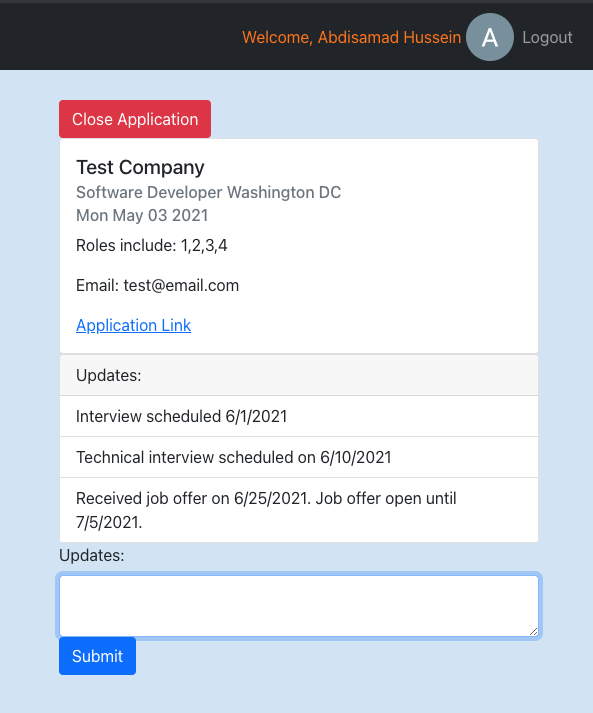 Welcome, Abdisamad Hussein A Logout
Close Application
Test Company
Software Developer Washington DC
Mon May 03 2021
Roles include: 1,2,3,4
Email: test@email.com
Application Link
Updates:
Interview scheduled 6/1/2021
Technical interview scheduled on 6/10/2021
Received job offer on 6/25/2021. Job offer open until
7/5/2021.
Updates:
Submit